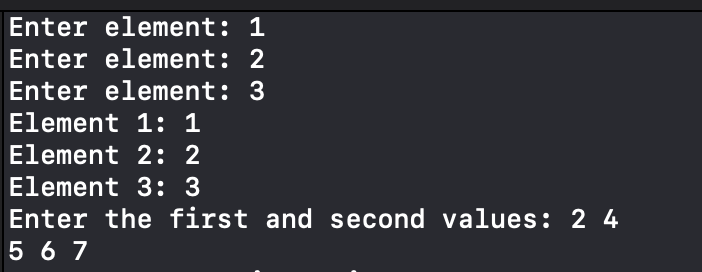 Enter element: 1
Enter element: 2
Enter element: 3
Element 1: 1
Element 2: 2
Element 3: 3
Enter the first and second values: 2 4
5 6 7